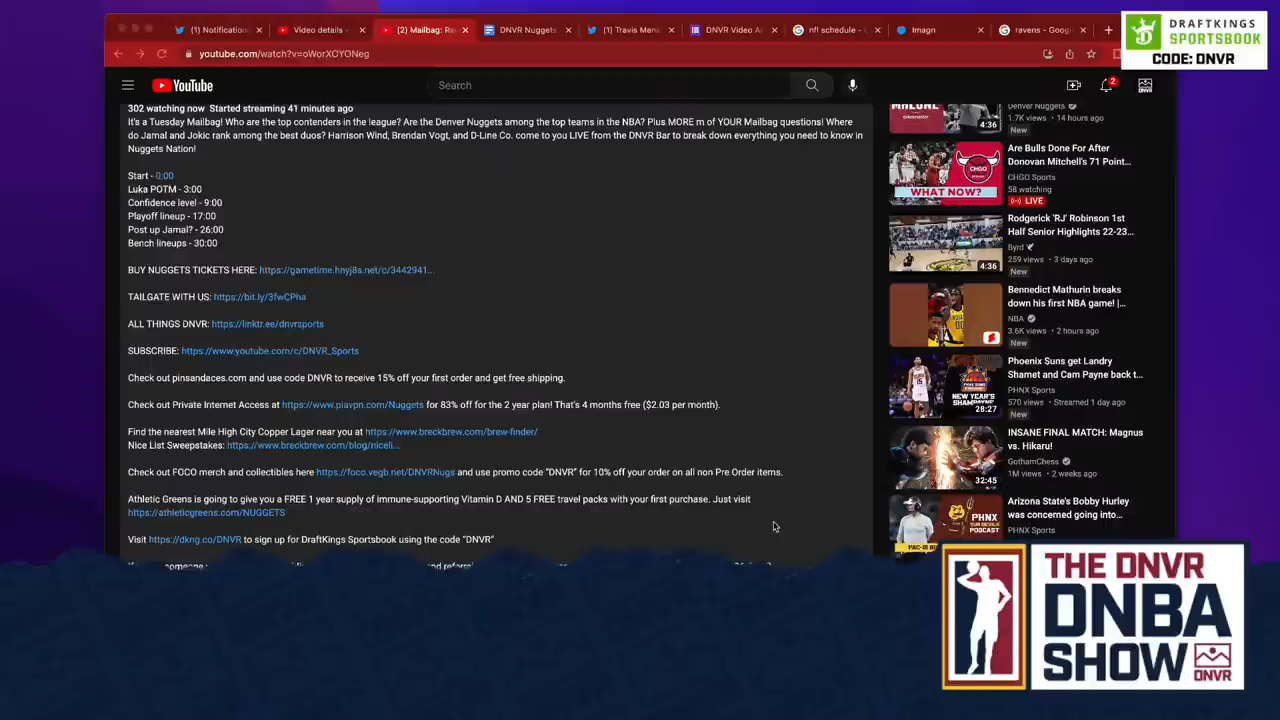 (1) Notification
Video details -
(2) Mailbag: Ra
DNVR Nuggets
(1) Travis Mena
DNVR Video A
nfl schedule -
Imagn
ravens - Goog
DRAFTKINGS
SPORTSBOOK
CODE: DNVR
youtube.com/watch?v=oWorXOYONeg
YouTube
Search
2
302 watching now Started streaming 41 minutes ago
It's a Tuesday Mailbag! Who are the top contenders in the league? Are the Denver Nuggets among the top teams in the NBA? Plus MORE m of YOUR Mailbag questions! Where
do Jamal and Jokic rank among the best duos? Harrison Wind, Brendan Vogt, and D-Line Co. come to you LIVE from the DNVR Bar to break down everything you need to know in
Nuggets Nation!
Start - 0:00
Luka POTM - 3:00
Confidence level - 9:00
Playoff lineup - 17:00
Post up Jamal? - 26:00
Bench lineups - 30:00
BUY NUGGETS TICKETS HERE: https://gametime.hnyj8s.net/c/3442941...
TAILGATE WITH US: https://bit.ly/3fwCPha
ALL THINGS DNVR: https://linktr.ee/dnvrsports
SUBSCRIBE: https://www.youtube.com/c/DNVR_Sports
Check out pinsandaces.com and use code DNVR to receive 15% off your first order and get free shipping.
Check out Private Internet Access at https://www.piavpn.com/Nuggets for 83% off for the 2 year plan! That's 4 months free ($2.03 per month).
Find the nearest Mile High City Copper Lager near you at https://www.breckbrew.com/brew-finder/
Nice List Sweepstakes: https://www.breckbrew.com/blog/niceli...
Check out FOCO merch and collectibles here https://foco.vegb.net/DNVRNugs and use promo code "DNVR" for 10% off your order on all non Pre Order items.
Athletic Greens is going to give you a FREE 1 year supply of immune-supporting Vitamin D AND 5 FREE travel packs with your first purchase. Just visit
https://athleticgreens.com/NUGGETS
Visit https://dkng.co/DNVR to sign up for DraftKings Sportsbook using the code "DNVR"
MALONE
4:36
Denver Nuggets
1.7K views • 14 hours ago
New
WHAT NOW?
Are Bulls Done For After
Donovan Mitchell's 71 Point...
CHGO Sports
58 watching
LIVE
4:36
Rodgerick 'RJ' Robinson 1st
Half Senior Highlights 22-23...
Byrd
259 views • 3 days ago
New
Bennedict Mathurin breaks
down his first NBA game! |...
NBA
3.6K views • 2 hours ago
New
NEW YEAR'S
28:27
Phoenix Suns get Landry
Shamet and Cam Payne back t...
PHNX Sports
570 views • Streamed 1 day ago
New
32:45
INSANE FINAL MATCH: Magnus
vs. Hikaru!
GothamChess
1M views • 2 weeks ago
PHNX
SUN DEVILS
PODCAST
Arizona State's Bobby Hurley
was concerned going into...
PHNX Sports
THE DNVR
DNBA
SHOW
DNVR